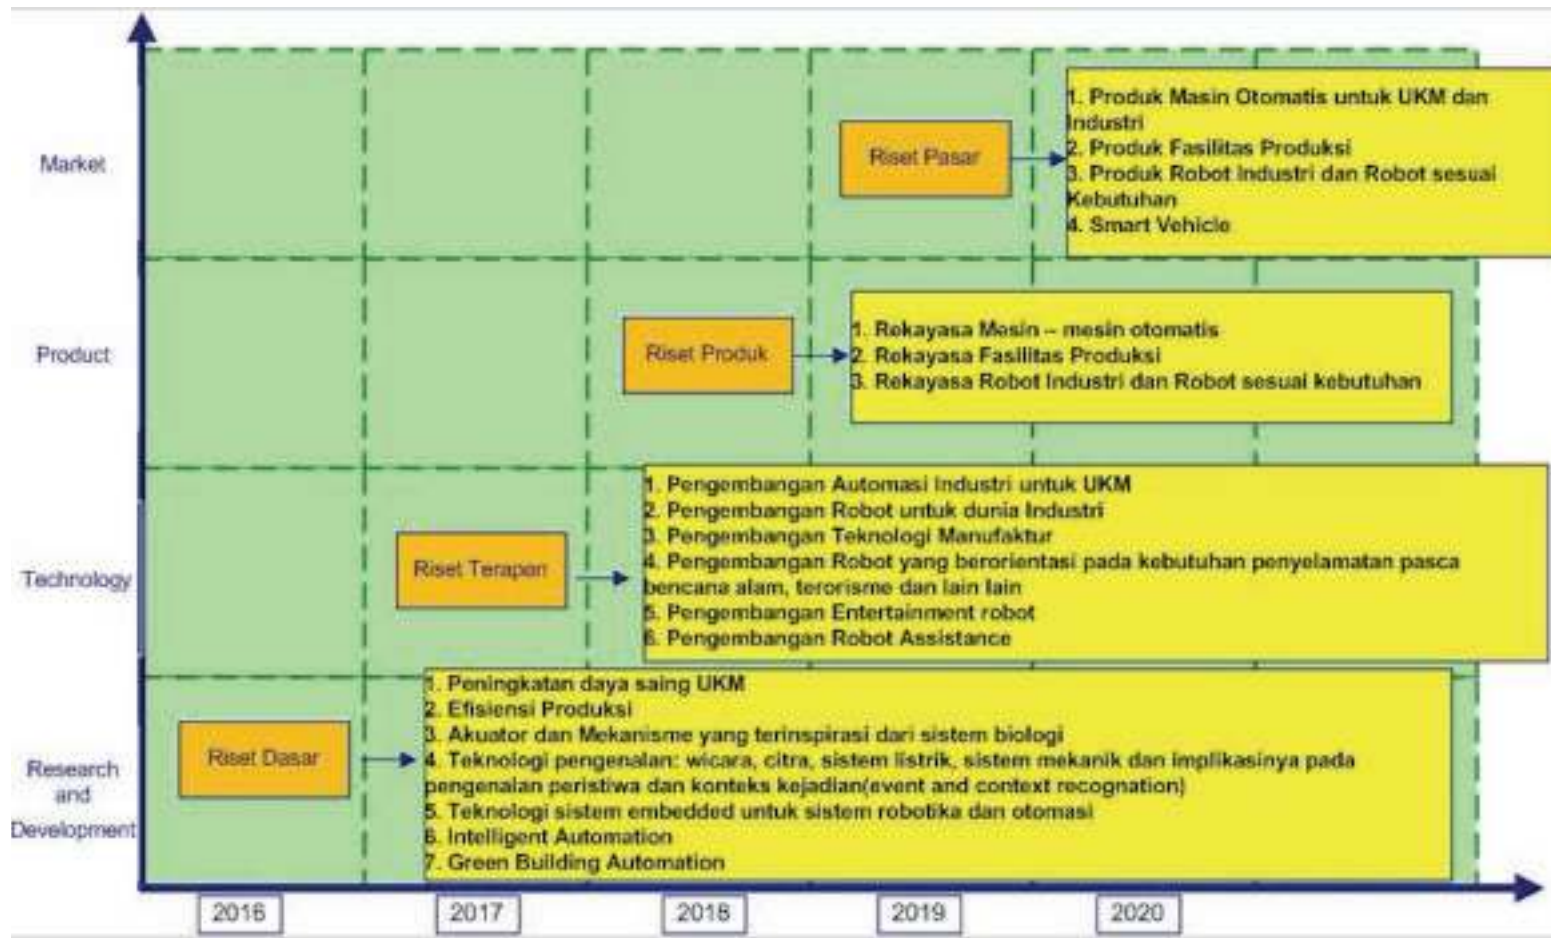 Market
Riset Pasar
1. Produk Masin Otomatis untuk UKM dan
Industri
2. Produk Fasilitas Produksi
3. Produk Robot Industri dan Robot sesuai
Kebutuhan
4. Smart Vehicle
Product
Riset Produk
1. Rekayasa Mesin – mesin otomatis
2. Rekayasa Fasilitas Produksi
3. Rekayasa Robot Industri dan Robot sesuai kebutuhan
Technology
Riset Terapan
1. Pengembangan Automasi Industri untuk UKM
2. Pengembangan Robot untuk dunia Industri
3. Pengembangan Teknologi Manufaktur
4. Pengembangan Robot yang berorientasi pada kebutuhan penyelamatan pasca
bencana alam, terorisme dan lain lain
5. Pengembangan Entertainment robot
6. Pengembangan Robot Assistance
Research
and
Development
Riset Dasar
1. Peningkatan daya saing UKM
2. Efisiensi Produksi
3. Akuator dan Mekanisme yang terinspirasi dari sistem biologi
4. Teknologi pengenalan: wicara, citra, sistem listrik, sistem mekanik dan implikasinya pada
pengenalan peristiwa dan konteks kejadian(event and context recognation)
5. Teknologi sistem embedded untuk sistem robotika dan otomasi
6. Intelligent Automation
7. Green Building Automation
2016
2017
2018
2019
2020